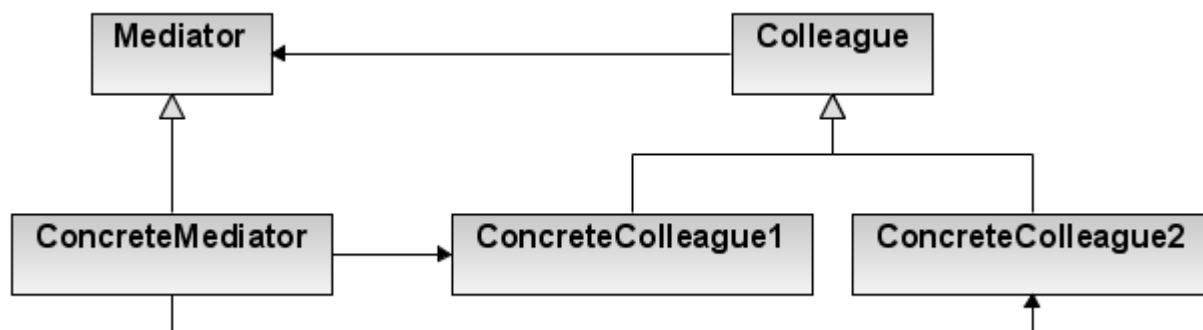 Mediator
Colleague
ConcreteMediator
ConcreteColleague1
ConcreteColleague2